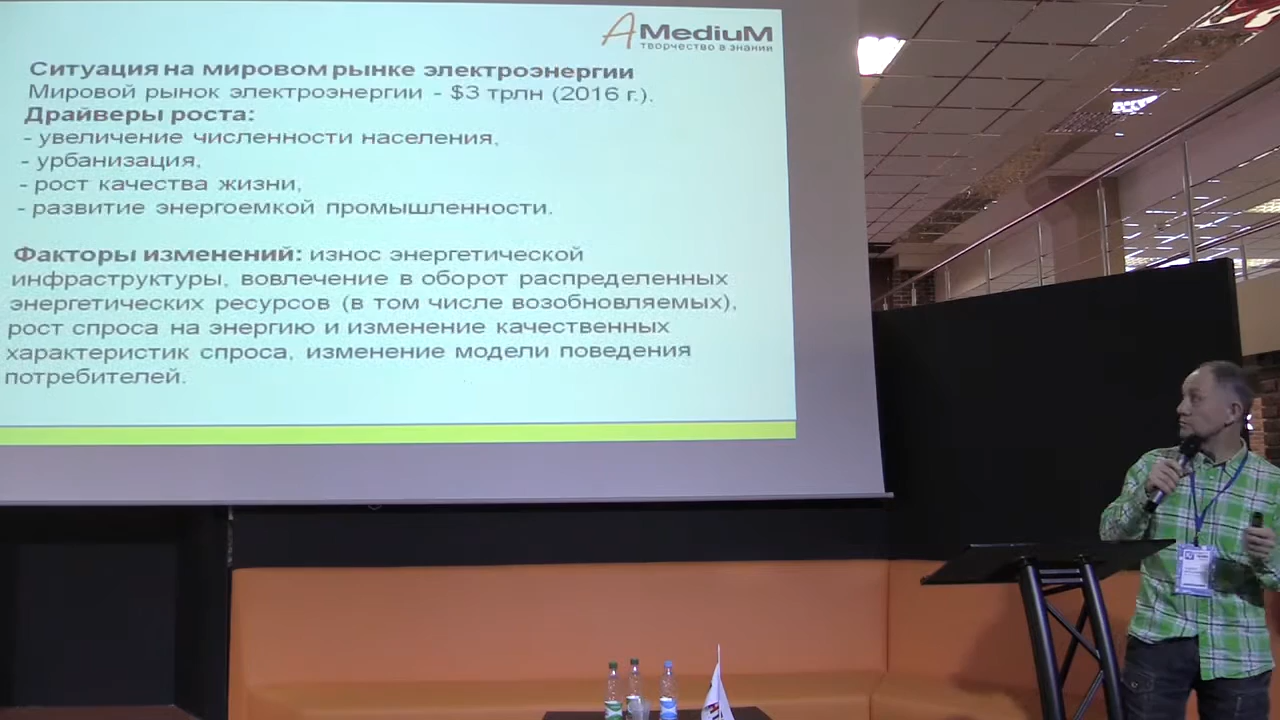 AMediuM
творчество в знании
Ситуация на мировом рынке электроэнергии
Мировой рынок электроэнергии - $3 трлн (2016 г.).
Драйверы роста:
- увеличение численности населения,
- урбанизация,
- рост качества жизни,
- развитие энергоемкой промышленности.
Факторы изменений: износ энергетической
инфраструктуры, вовлечение в оборот распределенных
энергетических ресурсов (в том числе возобновляемых),
рост спроса на энергию и изменение качественных
характеристик спроса, изменение модели поведения
потребителей.